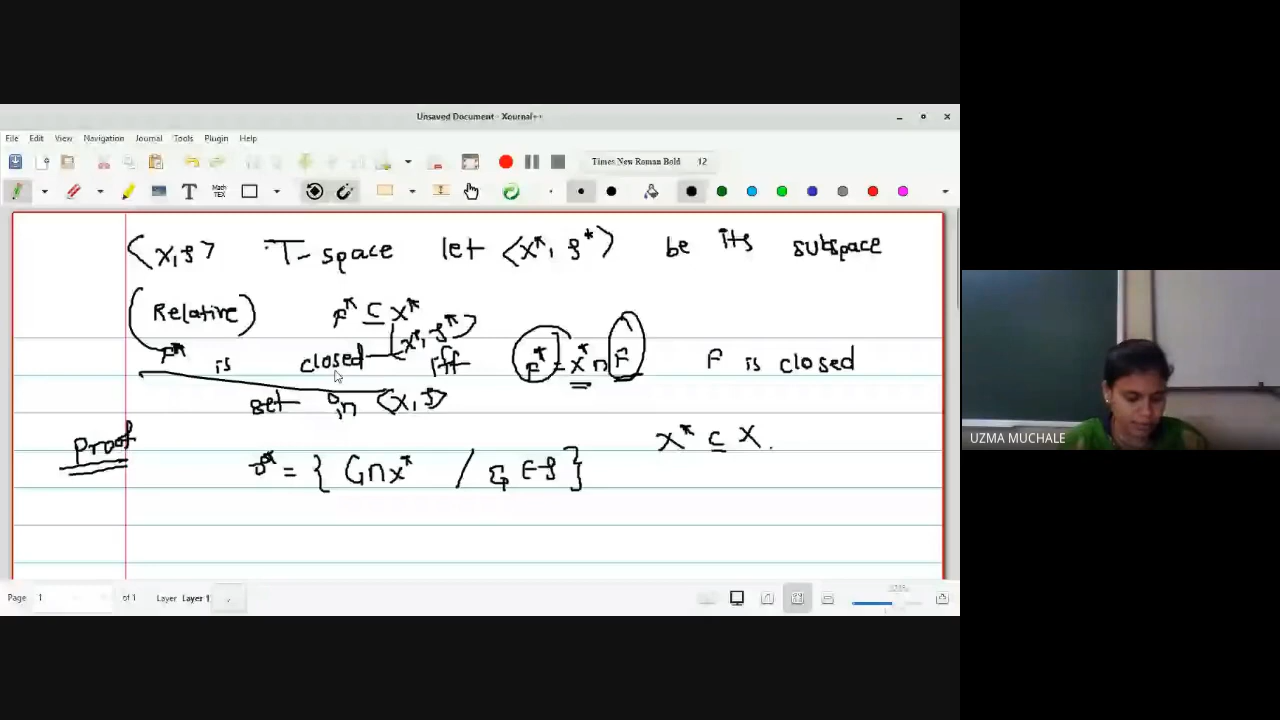 Unsaved Document - Xournal++
File Edit View Navigation Journal Tools Plugin Help
Times New Roman Bold 12
T
Math TEX
<X, ℑ> T-space let <X*, ℑ*> be its subspace
(Relative) F* ⊆ X*
<X*, ℑ*>
F* is closed iff F* = X* ∩ F F is closed
set in <X, ℑ>
Proof X* ⊆ X.
ℑ* = { G∩X* / G ∈ ℑ }
Page 1 of 1 Layer Layer 1
UZMA MUCHALE